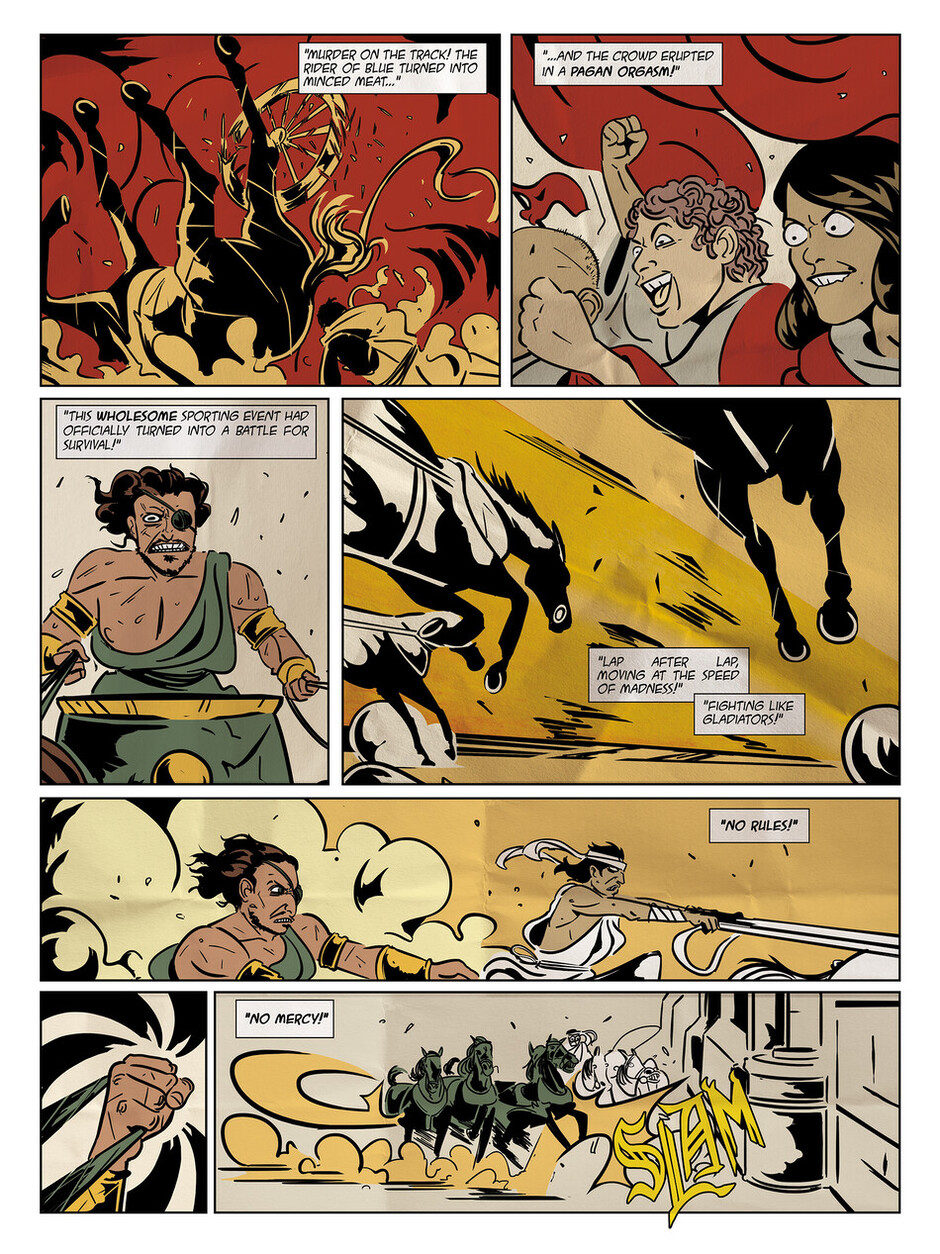 "MURDER ON THE TRACK! THE
RIDER OF BLUE TURNED INTO
MINCED MEAT..."
"...AND THE CROWD ERUPTED
IN A PAGAN ORGASM!"
"THIS WHOLESOME SPORTING EVENT HAD
OFFICIALLY TURNED INTO A BATTLE FOR
SURVIVAL!"
"LAP AFTER LAP,
MOVING AT THE SPEED
OF MADNESS!"
"FIGHTING LIKE
GLADIATORS!"
"NO RULES!"
"NO MERCY!"
SLAM